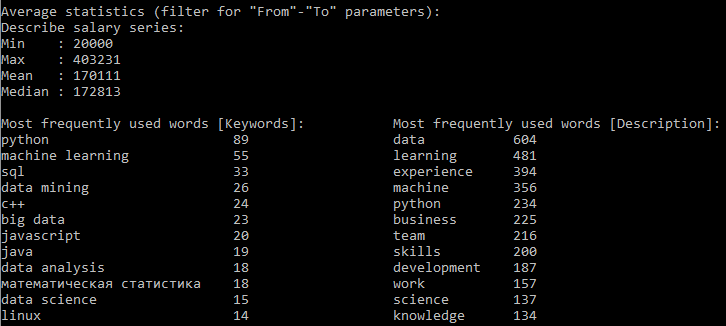 Average statistics (filter for "From"-"To" parameters):
Describe salary series:
Min    : 20000
Max    : 403231
Mean   : 170111
Median : 172813

Most frequently used words [Keywords]:           Most frequently used words [Description]:
python                       89                  data           604
machine learning             55                  learning       481
sql                          33                  experience     394
data mining                  26                  machine        356
c++                          24                  python         234
big data                     23                  business       225
javascript                   20                  team           216
java                         19                  skills         200
data analysis                18                  development    187
математическая статистика    18                  work           157
data science                 15                  science        137
linux                        14                  knowledge      134